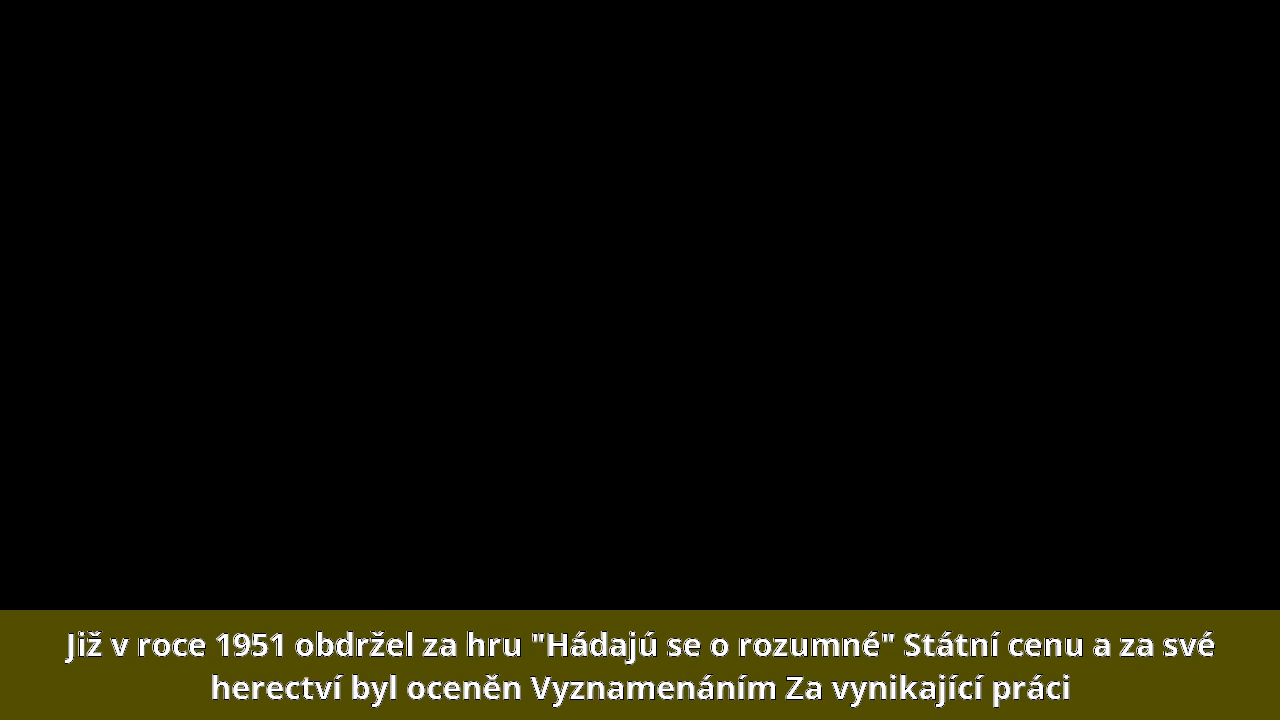 Již v roce 1951 obdržel za hru "Hádajú se o rozumné" Státní cenu a za své
herectví byl oceněn Vyznamenáním Za vynikající práci